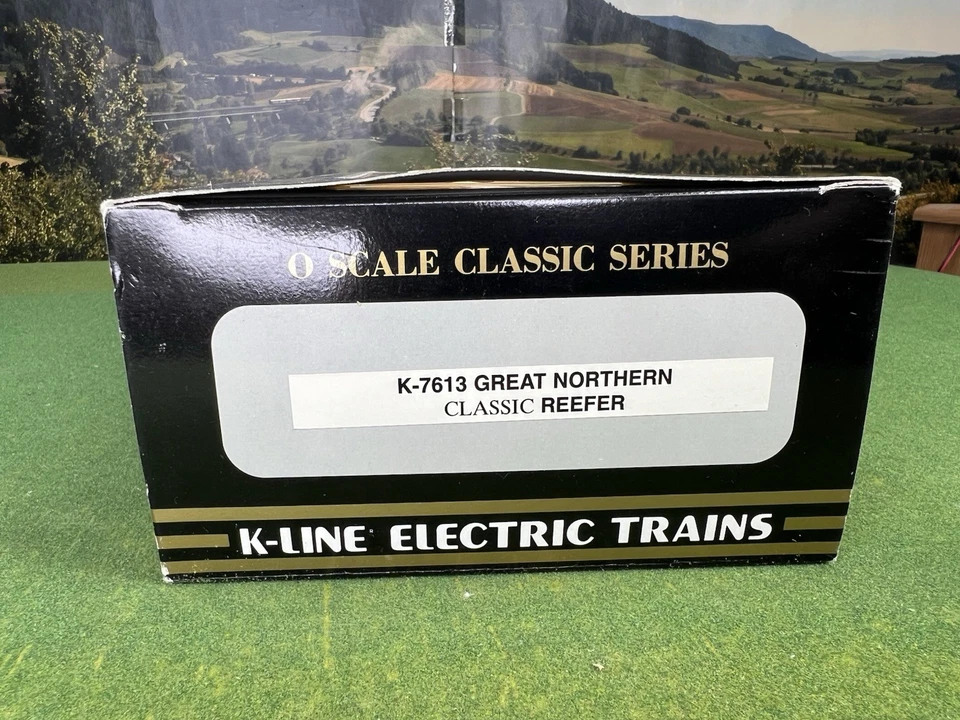 O SCALE CLASSIC SERIES
K-7613 GREAT NORTHERN
CLASSIC REEFER
K-LINE® ELECTRIC TRAINS